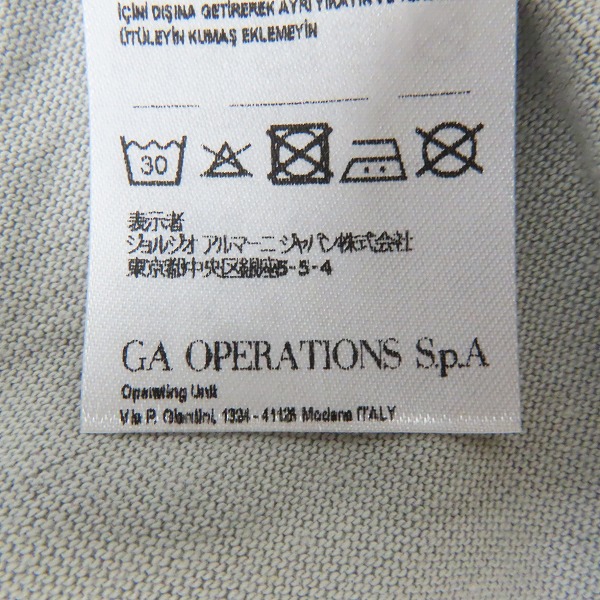 İÇİNİ DIŞINA GETİREREK AYRI YIKAYIN VE
ÜTÜLEYİN KUMAŞ EKLEMEYİN
30
表示者
ジョルジオ アルマーニ ジャパン株式会社
東京都中央区銀座5-5-4
GA OPERATIONS S.p.A
Operating Unit
Via P. Giardini, 1324 - 41126 Modena ITALY